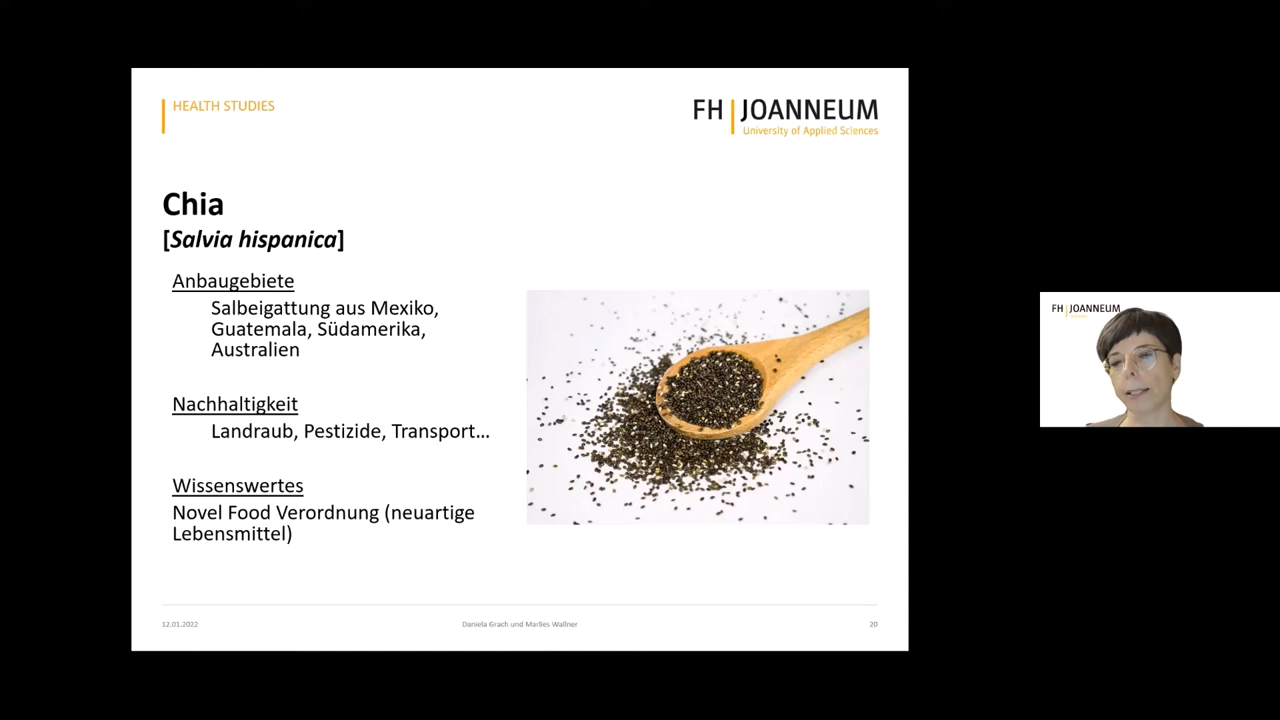 HEALTH STUDIES
FH | JOANNEUM
University of Applied Sciences
Chia
[Salvia hispanica]
Anbaugebiete
Salbeigattung aus Mexiko,
Guatemala, Südamerika,
Australien
Nachhaltigkeit
Landraub, Pestizide, Transport...
Wissenswertes
Novel Food Verordnung (neuartige
Lebensmittel)
12.01.2022
Daniela Grach und Marlies Wallner
20
FH | JOANNEUM